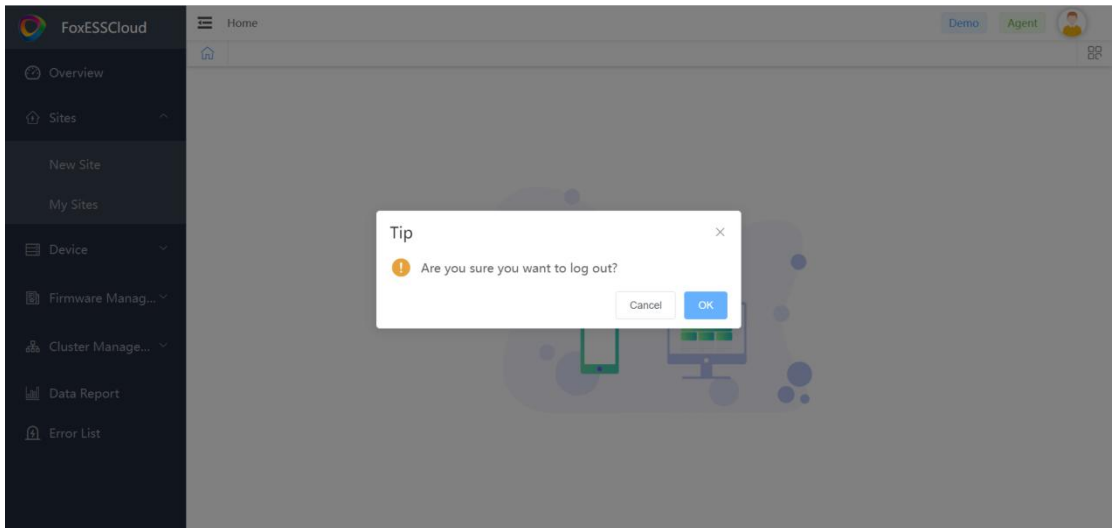 FoxESSCloud
Home
Demo
Agent
Overview
Sites
New Site
My Sites
Device
Firmware Manag...
Cluster Manage...
Data Report
Error List
Tip
Are you sure you want to log out?
Cancel
OK